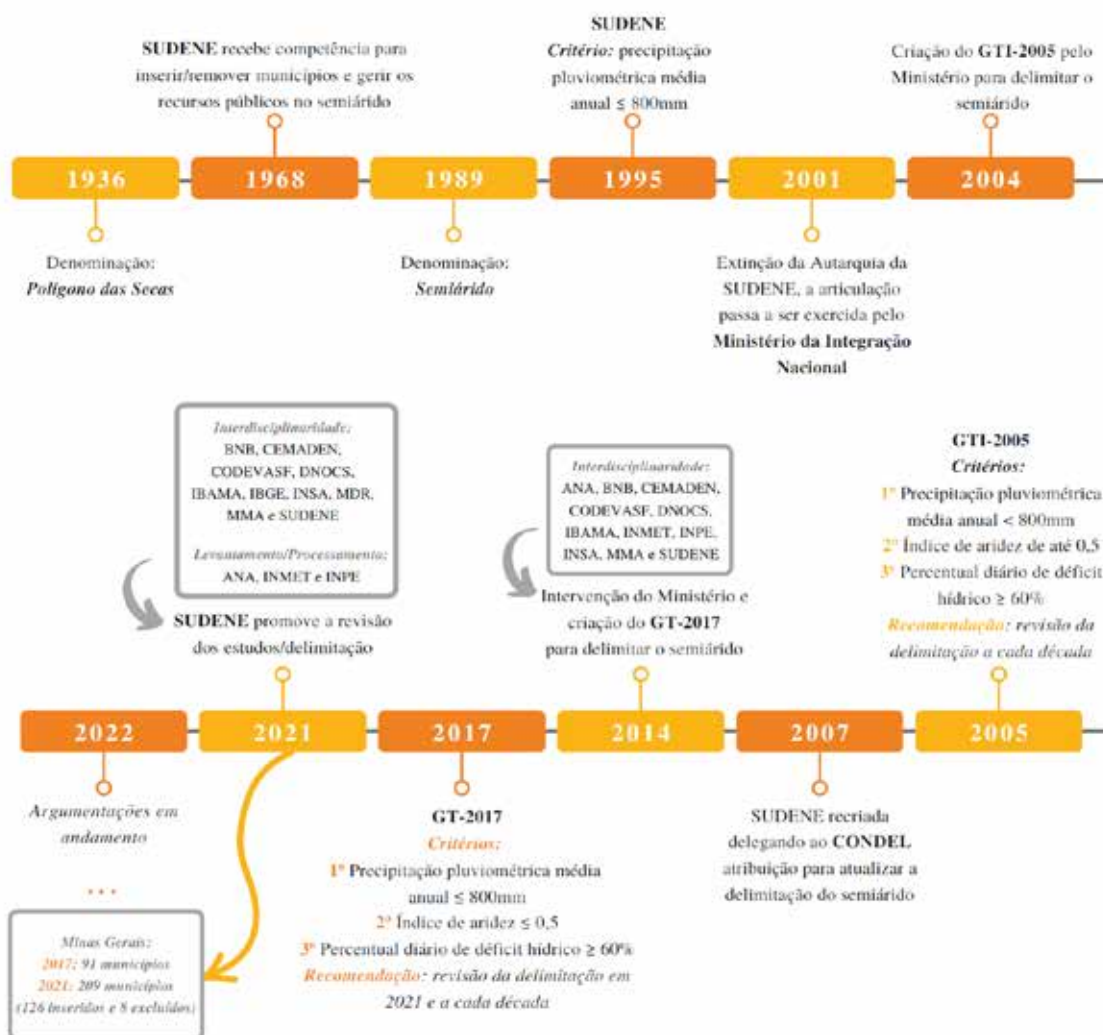 SUDENE recebe competência para
inserir/remover municípios e gerir os
recursos públicos no semiárido
SUDENE
Critério: precipitação
pluviométrica média
anual ≤ 800mm
Criação do GTI-2005 pelo
Ministério para delimitar o
semiárido
1936
1968
1989
1995
2001
2004
Denominação:
Polígono das Secas
Denominação:
Semiárido
Extinção da Autarquia da
SUDENE, a articulação
passa a ser exercida pelo
Ministério da Integração
Nacional
Interdisciplinaridade:
BNB, CEMADEN,
CODEVASF, DNOCS,
IBAMA, IBGE, INSA, MDR,
MMA e SUDENE
Levantamento/Processamento:
ANA, INMET e INPE
SUDENE promove a revisão
dos estudos/delimitação
Interdisciplinaridade:
ANA, BNB, CEMADEN,
CODEVASF, DNOCS,
IBAMA, INMET, INPE,
INSA, MMA e SUDENE
Intervenção do Ministério e
criação do GT-2017
para delimitar o semiárido
GTI-2005
Critérios:
1º Precipitação pluviométrica
média anual < 800mm
2º Índice de aridez de até 0,5
3º Percentual diário de déficit
hídrico ≥ 60%
Recomendação: revisão da
delimitação a cada década
2022
2021
2017
2014
2007
2005
Argumentações em
andamento
...
Minas Gerais:
2017: 91 municípios
2021: 209 municípios
(126 inseridos e 8 excluídos)
GT-2017
Critérios:
1º Precipitação pluviométrica média
anual ≤ 800mm
2º Índice de aridez ≤ 0,5
3º Percentual diário de déficit hídrico ≥ 60%
Recomendação: revisão da delimitação em
2021 e a cada década
SUDENE recriada
delegando ao CONDEL
atribuição para atualizar a
delimitação do semiárido